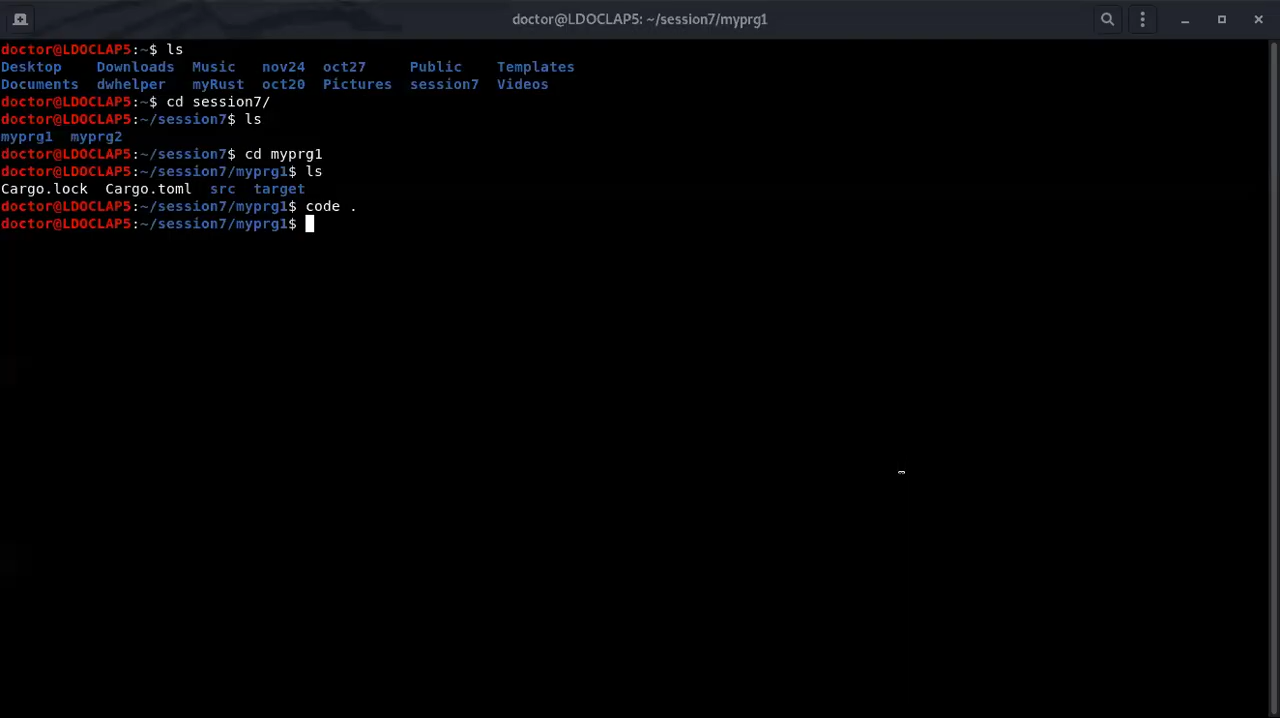 doctor@LDOCLAP5: ~/session7/myprg1
doctor@LDOCLAP5:~$ ls
Desktop    Downloads  Music  nov24  oct27     Public    Templates
Documents  dwhelper   myRust  oct20  Pictures  session7  Videos
doctor@LDOCLAP5:~$ cd session7/
doctor@LDOCLAP5:~/session7$ ls
myprg1  myprg2
doctor@LDOCLAP5:~/session7$ cd myprg1
doctor@LDOCLAP5:~/session7/myprg1$ ls
Cargo.lock  Cargo.toml  src  target
doctor@LDOCLAP5:~/session7/myprg1$ code .
doctor@LDOCLAP5:~/session7/myprg1$